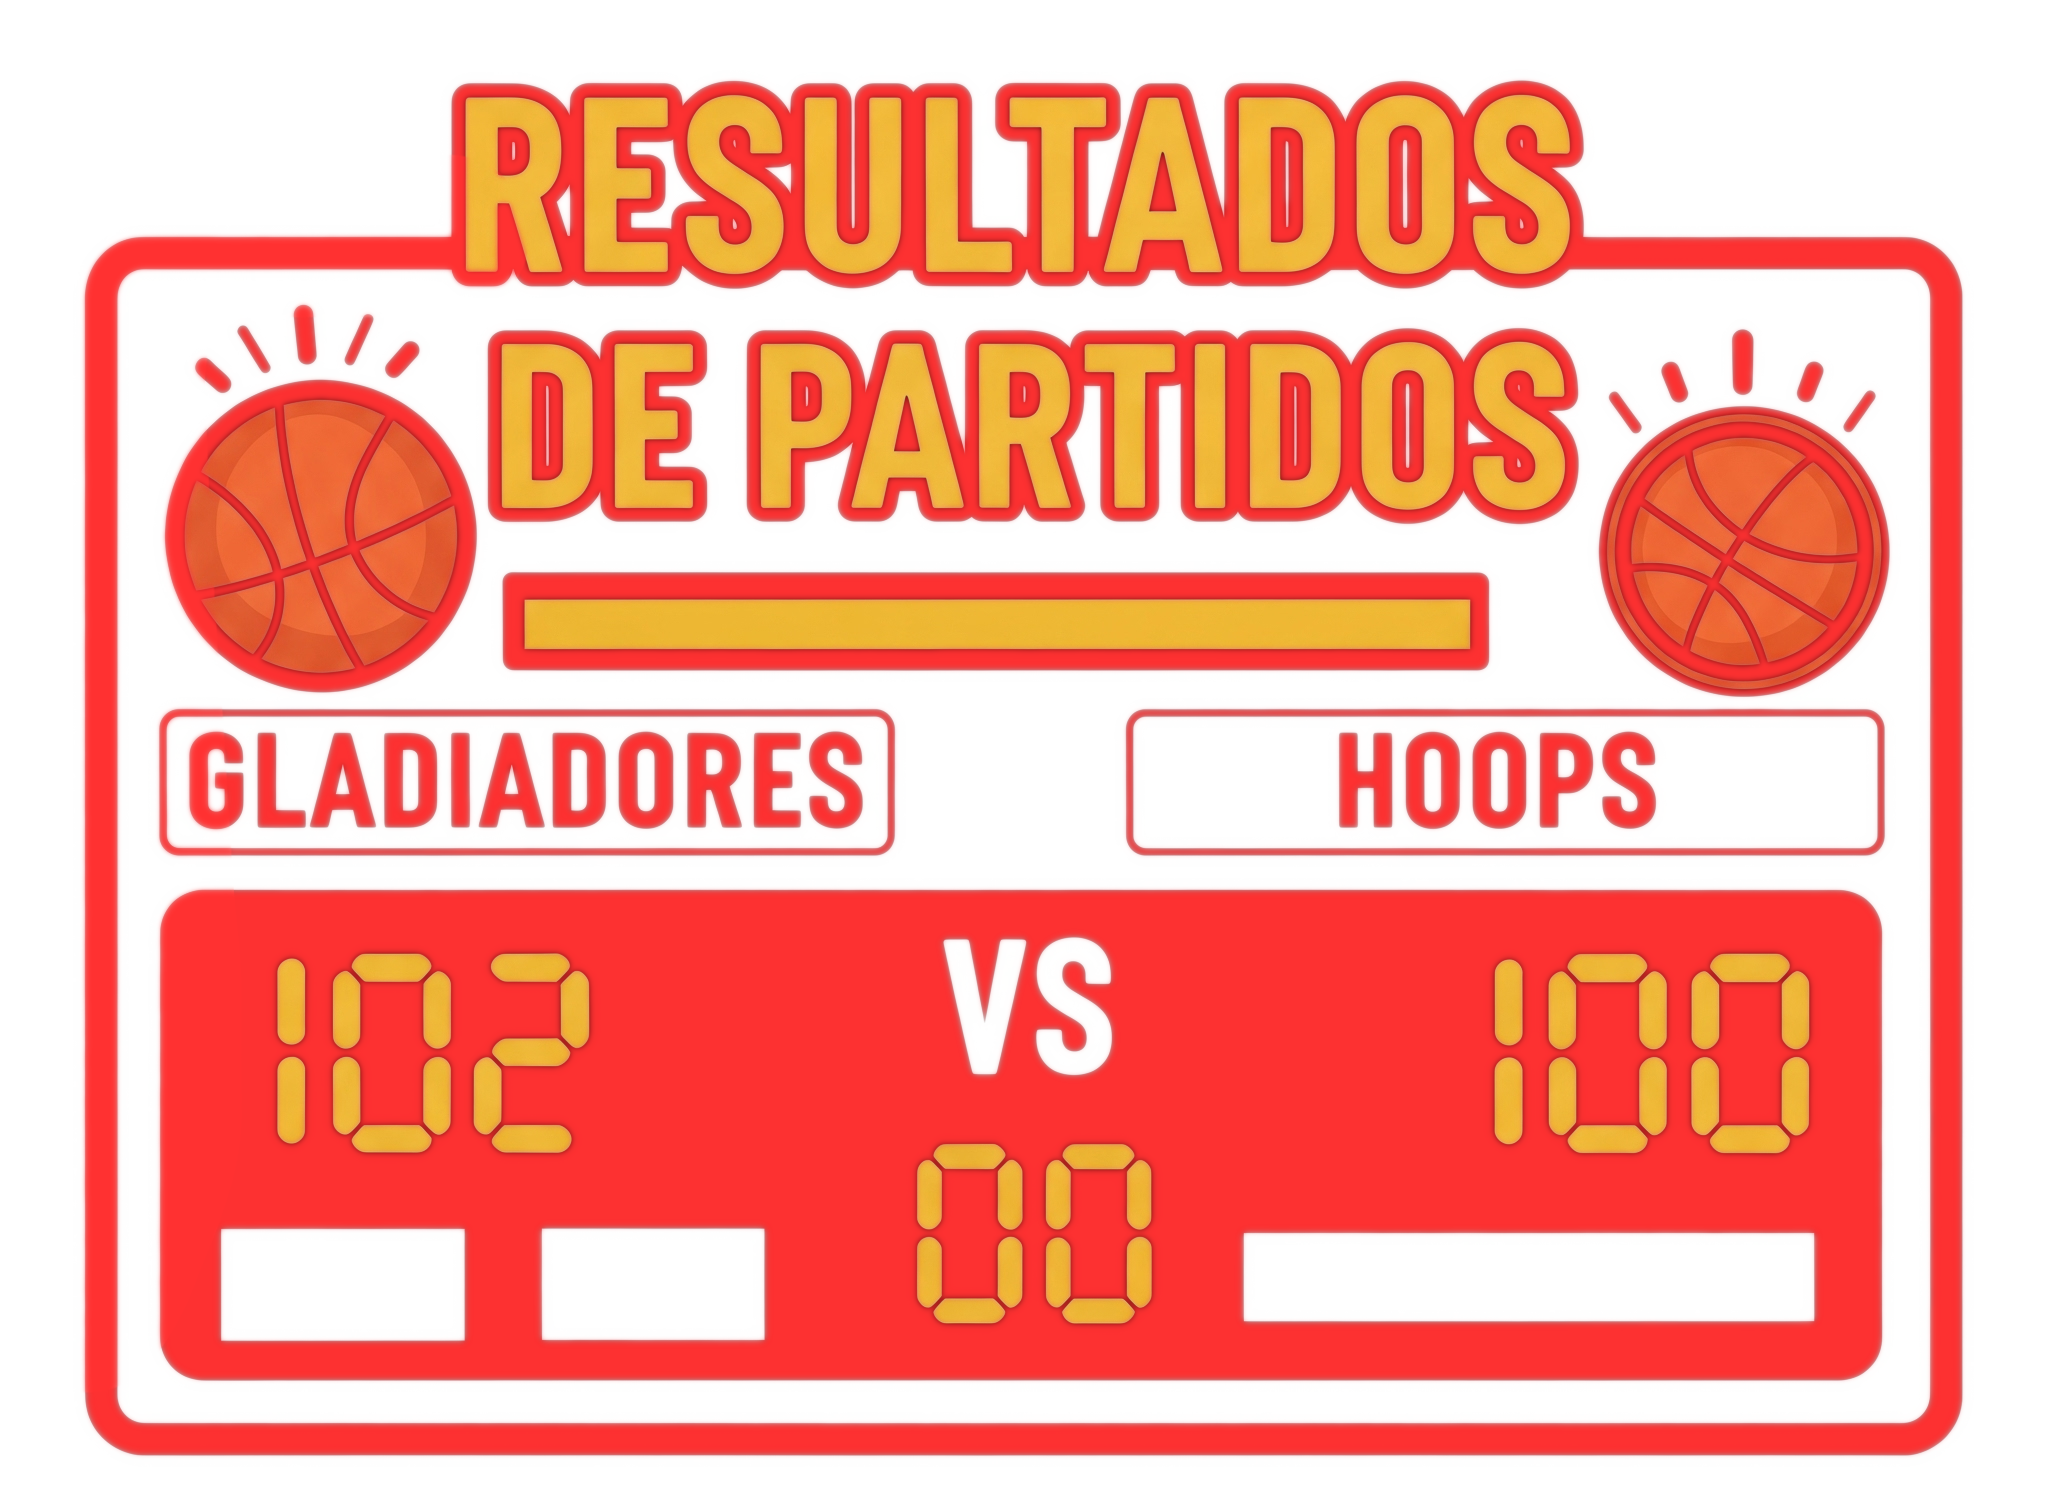 RESULTADOS
DE PARTIDOS
GLADIADORES
HOOPS
102
VS
100
00